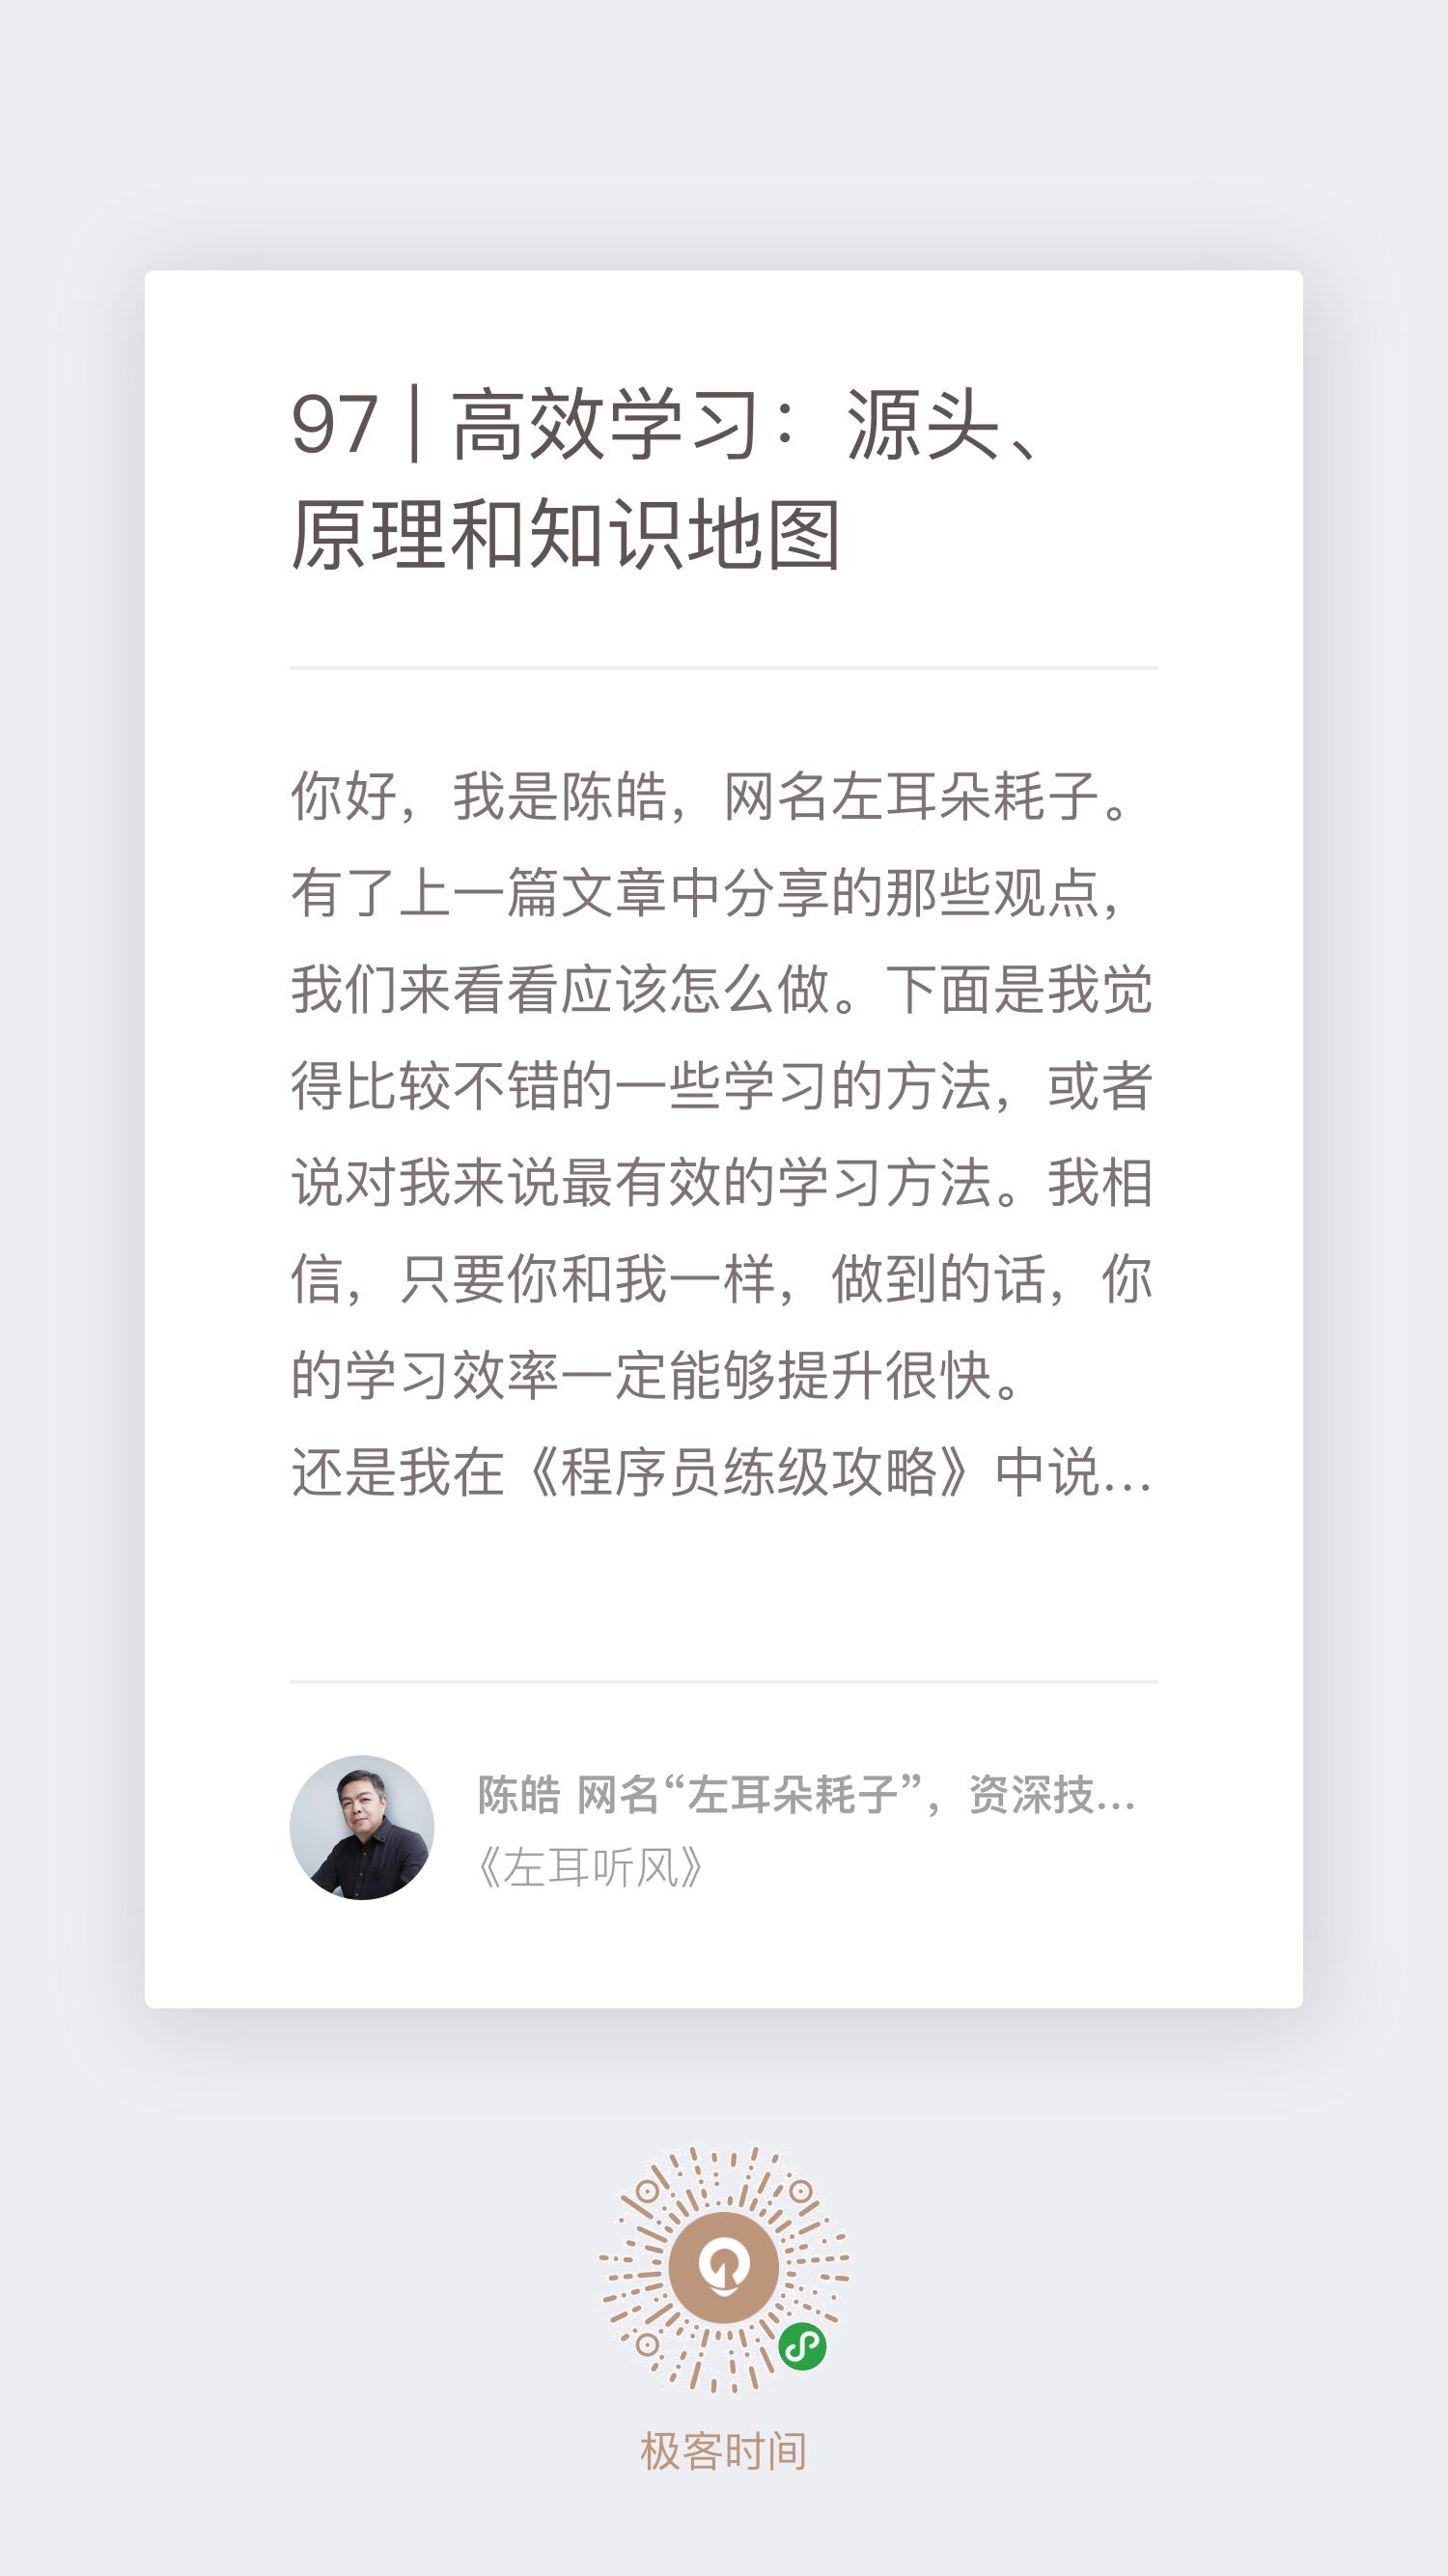 97 | 高效学习：源头、
原理和知识地图
你好，我是陈皓，网名左耳朵耗子。
有了上一篇文章中分享的那些观点，
我们来看看应该怎么做。下面是我觉
得比较不错的一些学习的方法，或者
说对我来说最有效的学习方法。我相
信，只要你和我一样，做到的话，你
的学习效率一定能够提升很快。
还是我在《程序员练级攻略》中说...
陈皓 网名“左耳朵耗子”，资深技...
《左耳听风》
极客时间